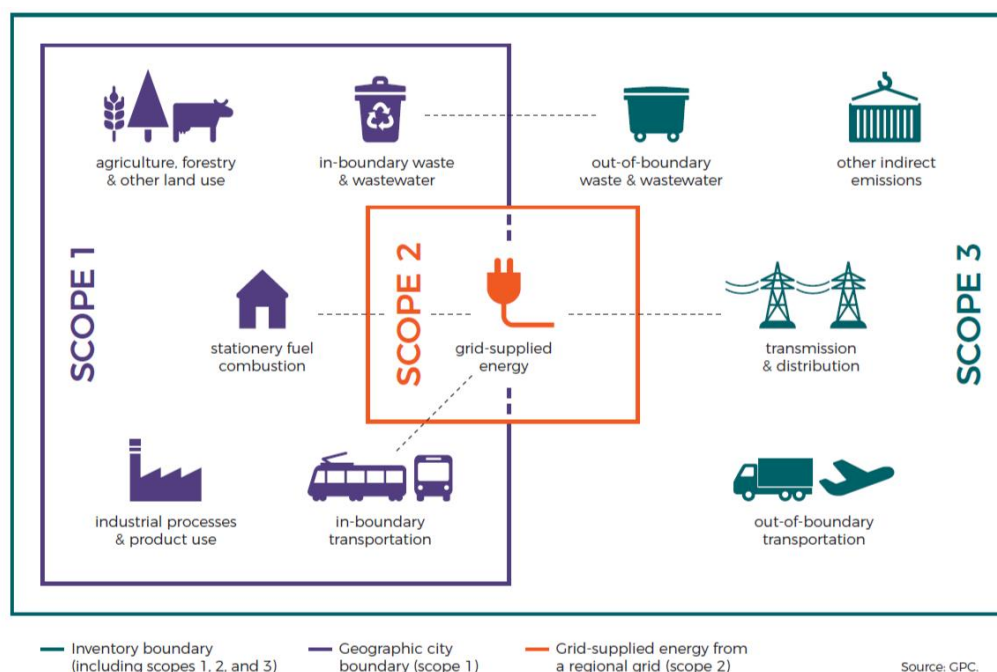 agriculture, forestry
& other land use
in-boundary waste
& wastewater
out-of-boundary
waste & wastewater
other indirect
emissions
SCOPE 1
stationery fuel
combustion
SCOPE 2
grid-supplied
energy
transmission
& distribution
SCOPE 3
industrial processes
& product use
in-boundary
transportation
out-of-boundary
transportation
Inventory boundary
(including scopes 1, 2, and 3)
Geographic city
boundary (scope 1)
Grid-supplied energy from
a regional grid (scope 2)
Source: GPC.